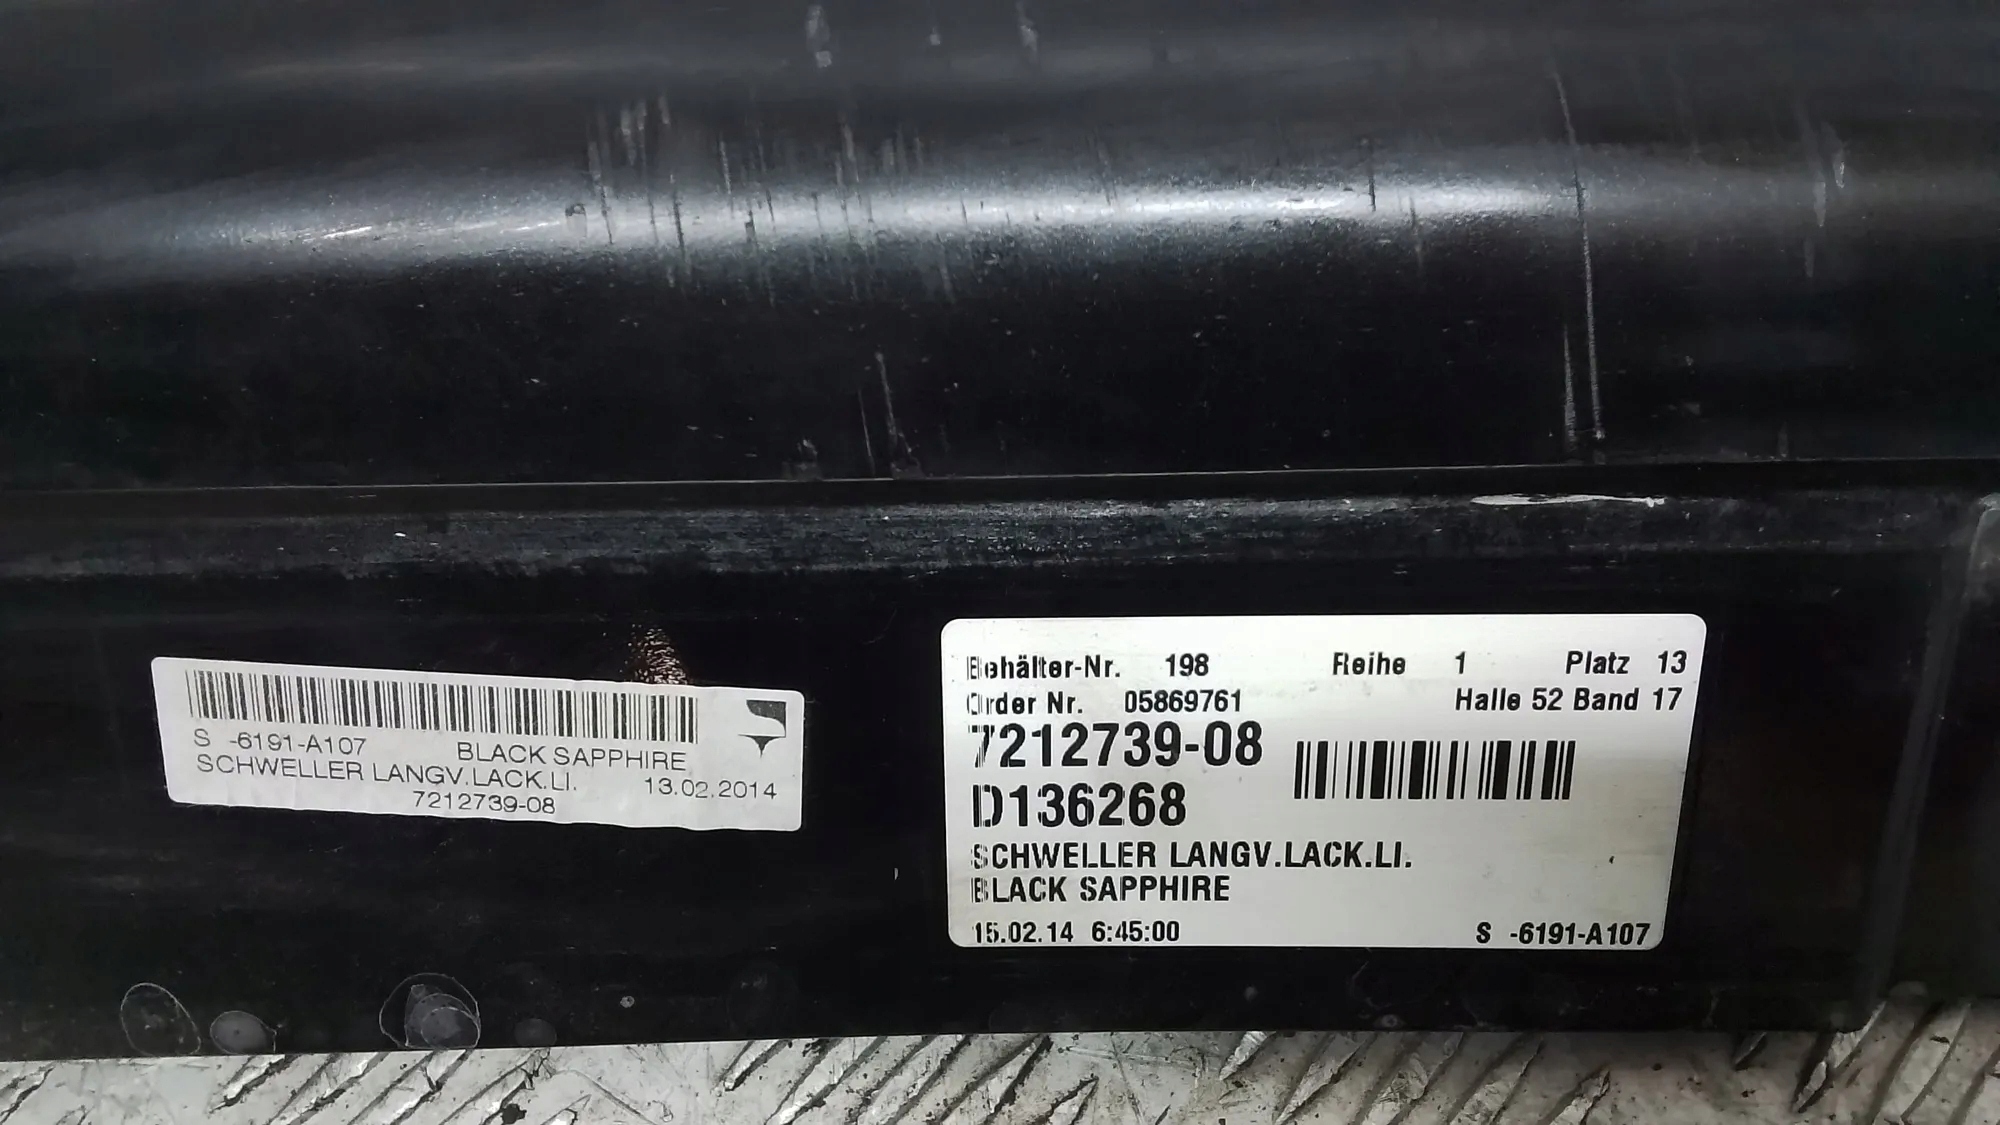 S -6191-A107 BLACK SAPPHIRE
SCHWELLER LANGV.LACK.LI. 13.02.2014
7212739-08
Behälter-Nr. 198 Reihe 1 Platz 13
Order Nr. 05869761 Halle 52 Band 17
7212739-08
D136268
SCHWELLER LANGV.LACK.LI.
BLACK SAPPHIRE
15.02.14 6:45:00 S -6191-A107